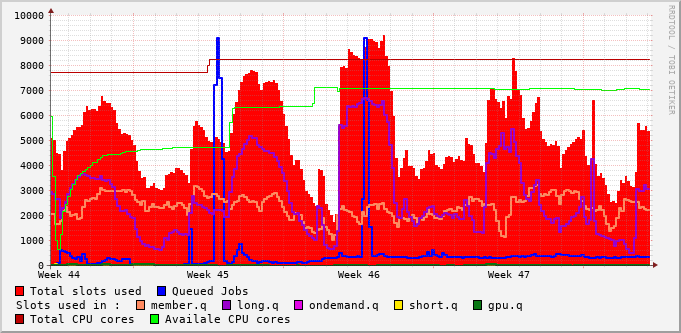 10000
9000
8000
7000
6000
5000
4000
3000
2000
1000
0
Week 44 Week 45 Week 46 Week 47
RRDTOOL / TOBI OETIKER
Total slots used Queued Jobs
Slots used in : member.q long.q ondemand.q short.q gpu.q
Total CPU cores Availale CPU cores